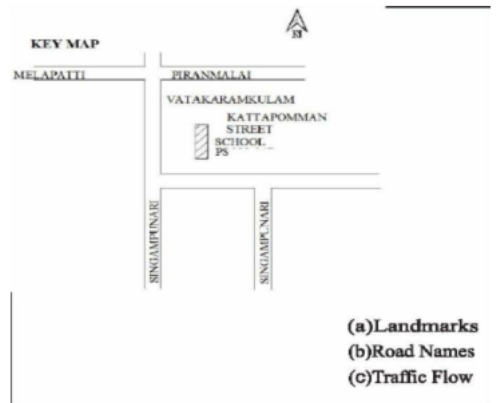 N
KEY MAP
MELAPATTI
PIRANMALAI
VATAKARAMKULAM
KATTAPOMMAN
STREET
SCHOOL
PS
SINGAMPUNARI
SINGAMPUNARI
(a)Landmarks
(b)Road Names
(c)Traffic Flow